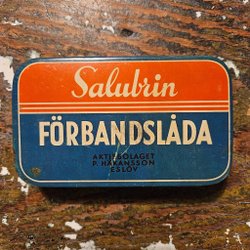 Salubrin
FÖRBANDSLÅDA
AKTIEBOLAGET
P. HÅKANSSON
ESLÖV